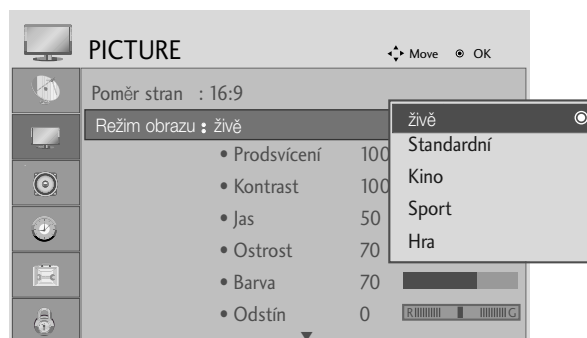 PICTURE Move OK
Poměr stran : 16:9
Režim obrazu : živě
• Prodsvícení 100
• Kontrast 100
• Jas 50
• Ostrost 70
• Barva 70
• Odstín 0 R G
živě
Standardní
Kino
Sport
Hra